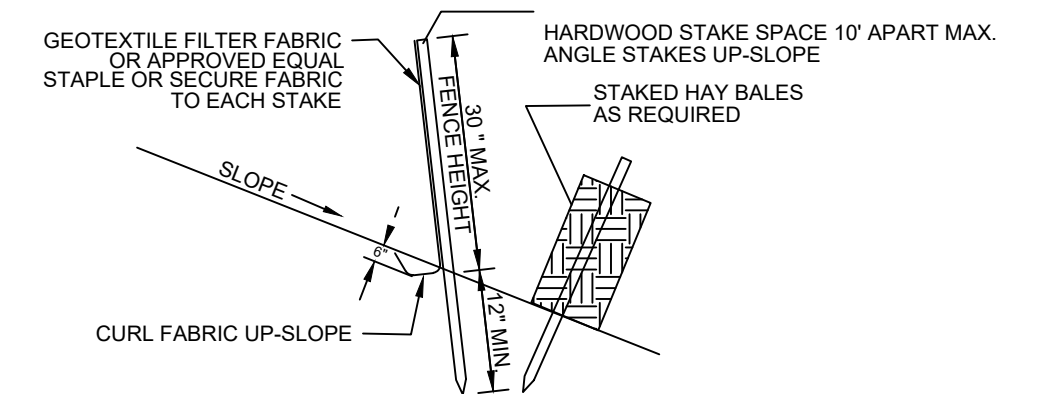 GEOTEXTILE FILTER FABRIC
OR APPROVED EQUAL
STAPLE OR SECURE FABRIC
TO EACH STAKE
HARDWOOD STAKE SPACE 10' APART MAX.
ANGLE STAKES UP-SLOPE
STAKED HAY BALES
AS REQUIRED
30 " MAX.
FENCE HEIGHT
SLOPE
6"
12" MIN.
CURL FABRIC UP-SLOPE